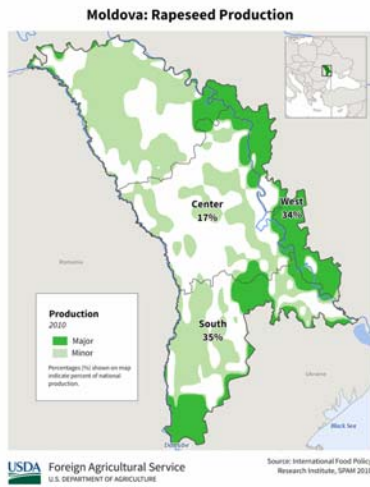 Moldova: Rapeseed Production
Center
17%
West
34%
Romania
South
35%
Production
2010
Major
Minor
Percentages (%) shown on map
indicate percent of national
production.
Ukraine
Black Sea
USDA
Foreign Agricultural Service
U.S. DEPARTMENT OF AGRICULTURE
Source: International Food Policy
Research Institute, SPAM 2010